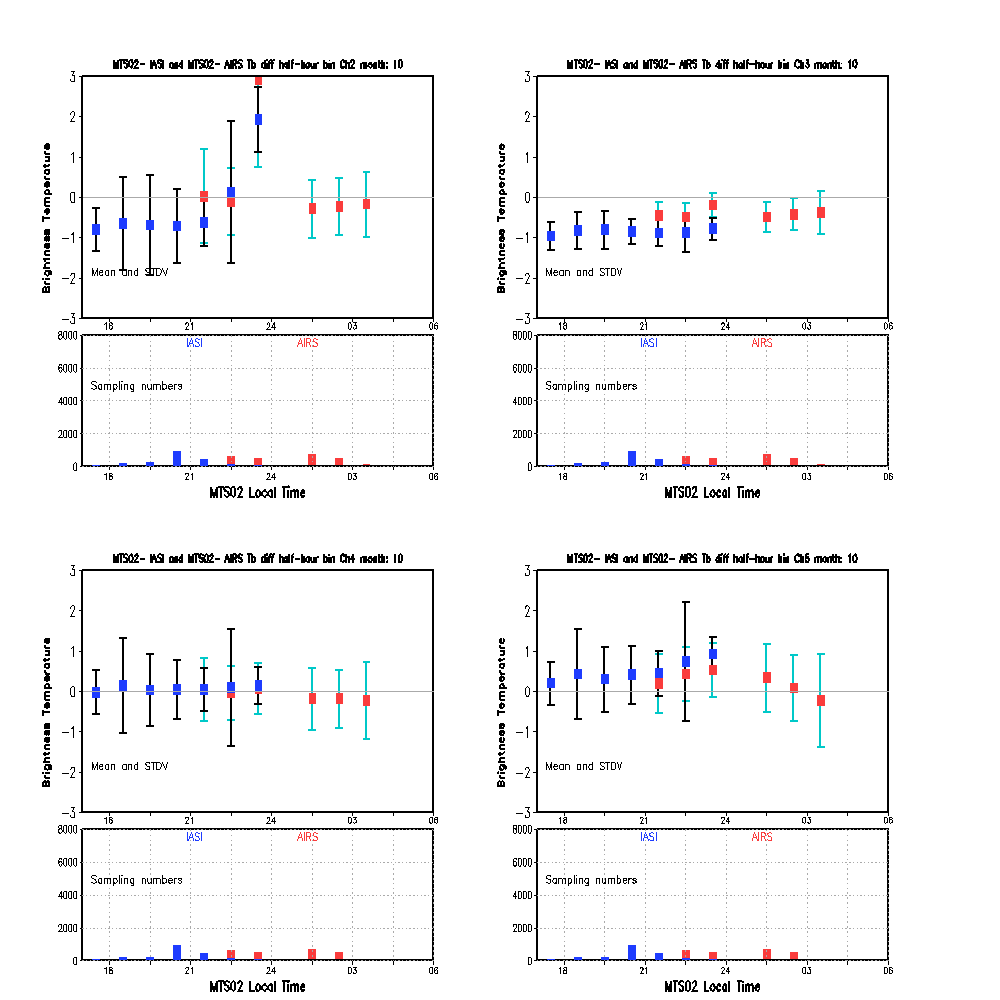 MTS02- IASI and MTS02- AIRS Tb diff half-hour bin Ch2 month: 10
3
2
1
0
-1
-2
-3
Brightness Temperature
Mean and STDV
18 21 24 03 06
8000
6000
4000
2000
0
IASI AIRS
Sampling numbers
18 21 24 03 06
MTS02 Local Time
MTS02- IASI and MTS02- AIRS Tb diff half-hour bin Ch3 month: 10
3
2
1
0
-1
-2
-3
Brightness Temperature
Mean and STDV
18 21 24 03 06
8000
6000
4000
2000
0
IASI AIRS
Sampling numbers
18 21 24 03 06
MTS02 Local Time
MTS02- IASI and MTS02- AIRS Tb diff half-hour bin Ch4 month: 10
3
2
1
0
-1
-2
-3
Brightness Temperature
Mean and STDV
18 21 24 03 06
8000
6000
4000
2000
0
IASI AIRS
Sampling numbers
18 21 24 03 06
MTS02 Local Time
MTS02- IASI and MTS02- AIRS Tb diff half-hour bin Ch5 month: 10
3
2
1
0
-1
-2
-3
Brightness Temperature
Mean and STDV
18 21 24 03 06
8000
6000
4000
2000
0
IASI AIRS
Sampling numbers
18 21 24 03 06
MTS02 Local Time